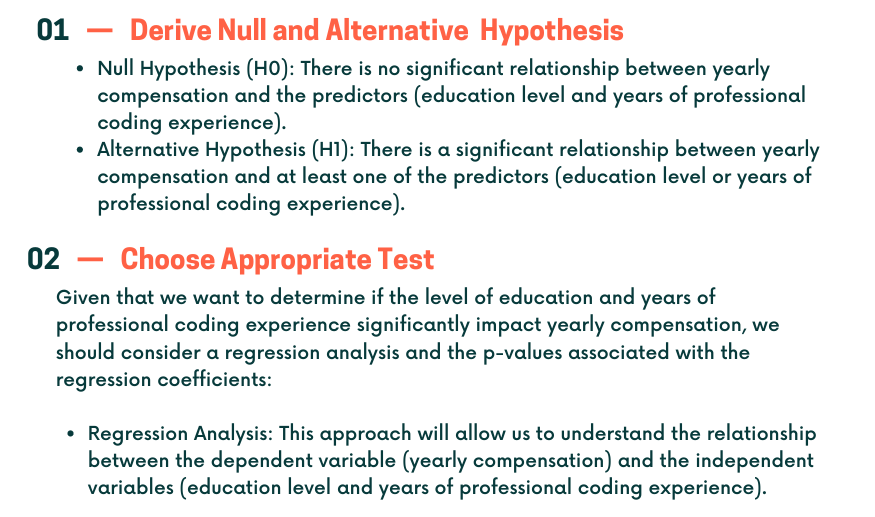 01 — Derive Null and Alternative Hypothesis
• Null Hypothesis (H0): There is no significant relationship between yearly
compensation and the predictors (education level and years of professional
coding experience).
• Alternative Hypothesis (H1): There is a significant relationship between yearly
compensation and at least one of the predictors (education level or years of
professional coding experience).
02 — Choose Appropriate Test
Given that we want to determine if the level of education and years of
professional coding experience significantly impact yearly compensation, we
should consider a regression analysis and the p-values associated with the
regression coefficients:
• Regression Analysis: This approach will allow us to understand the relationship
between the dependent variable (yearly compensation) and the independent
variables (education level and years of professional coding experience).